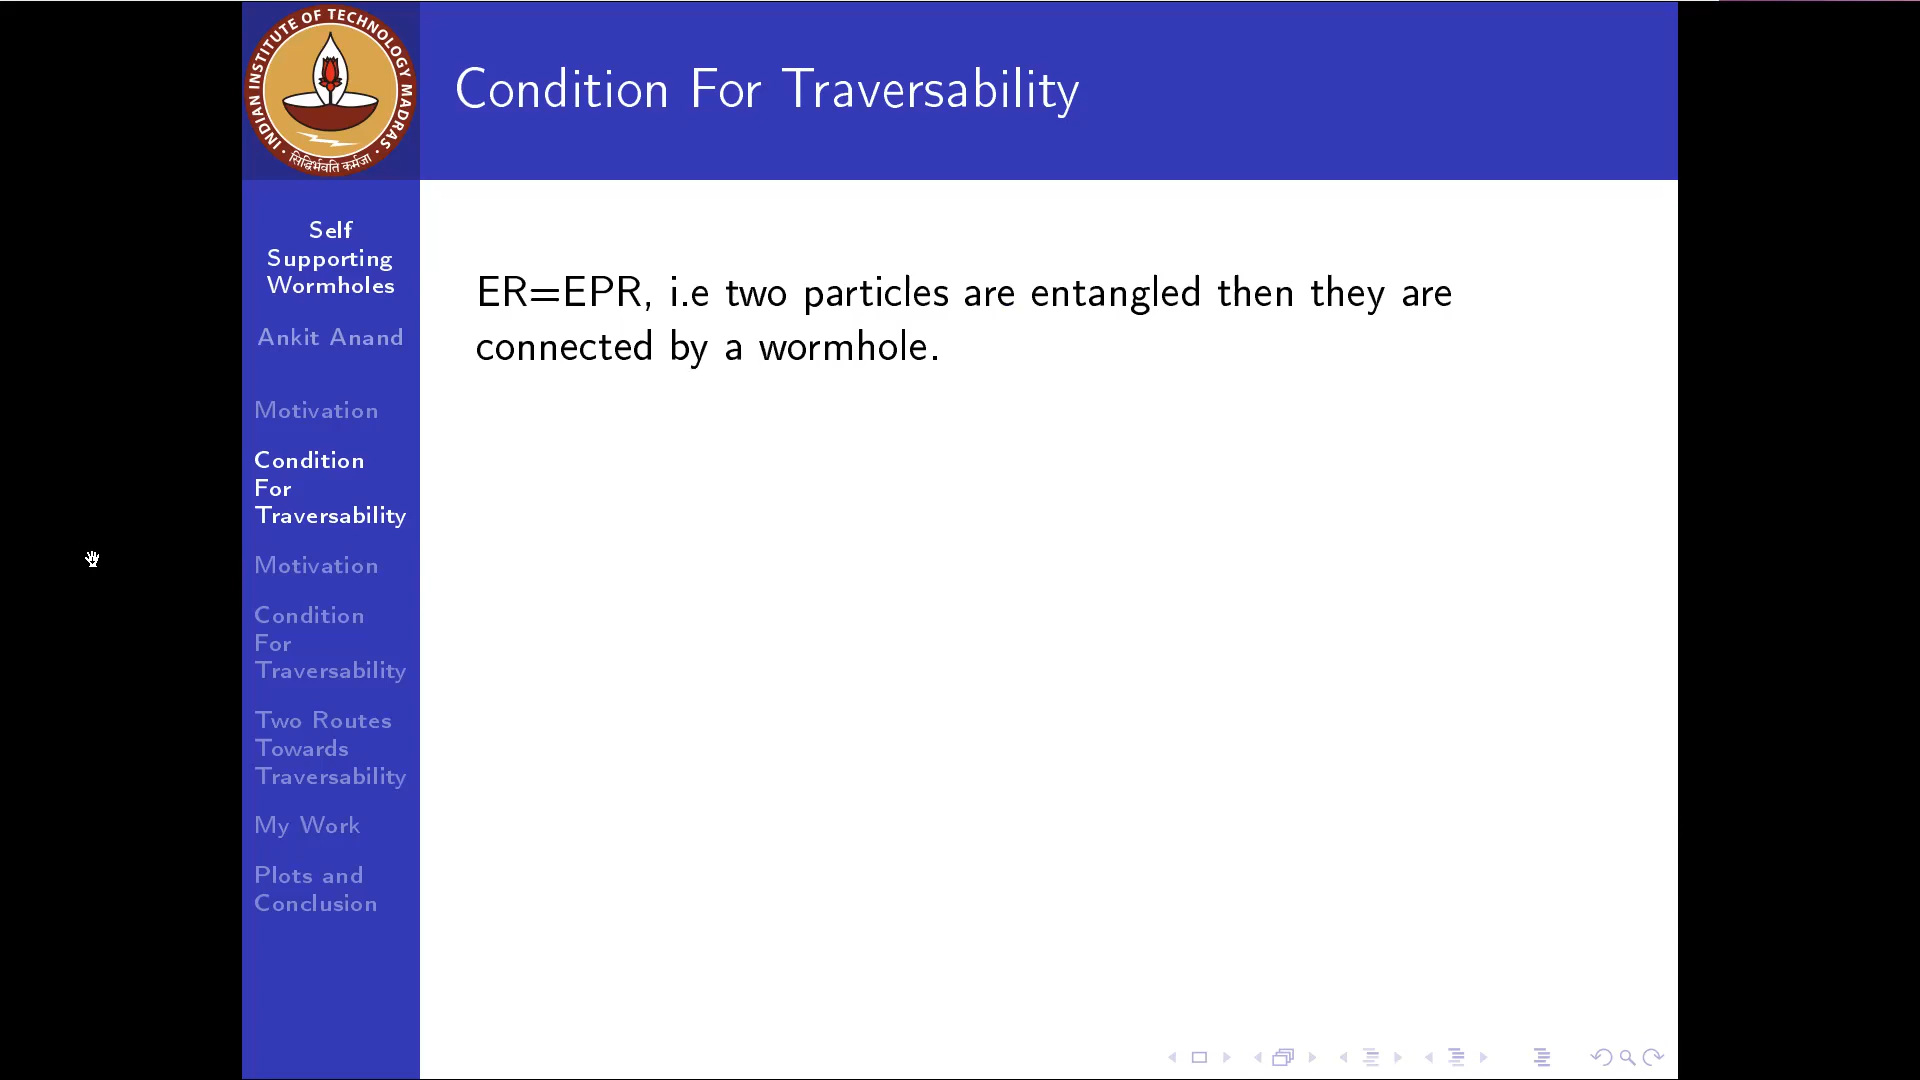 INDIAN INSTITUTE OF TECHNOLOGY MADRAS
सिद्धिर्भवति कर्मजा
Condition For Traversability
Self
Supporting
Wormholes
Ankit Anand
Motivation
Condition
For
Traversability
Motivation
Condition
For
Traversability
Two Routes
Towards
Traversability
My Work
Plots and
Conclusion
ER=EPR, i.e two particles are entangled then they are
connected by a wormhole.